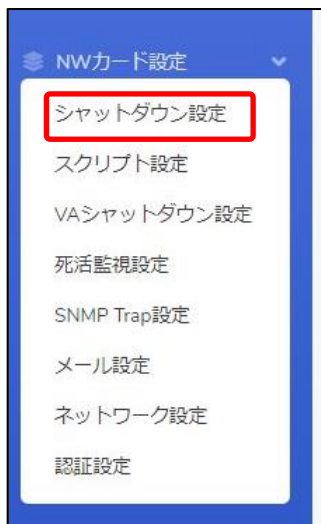 NWカード設定
シャットダウン設定
スクリプト設定
VAシャットダウン設定
死活監視設定
SNMP Trap設定
メール設定
ネットワーク設定
認証設定